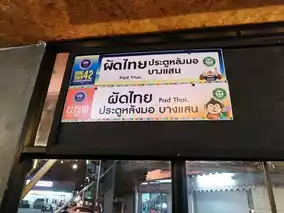 ผัดไทย ประตูหลังมอ
Pad Thai. บางแสน
42
ผัดไทย Pad Thai.
ประตูหลังมอ บางแสน